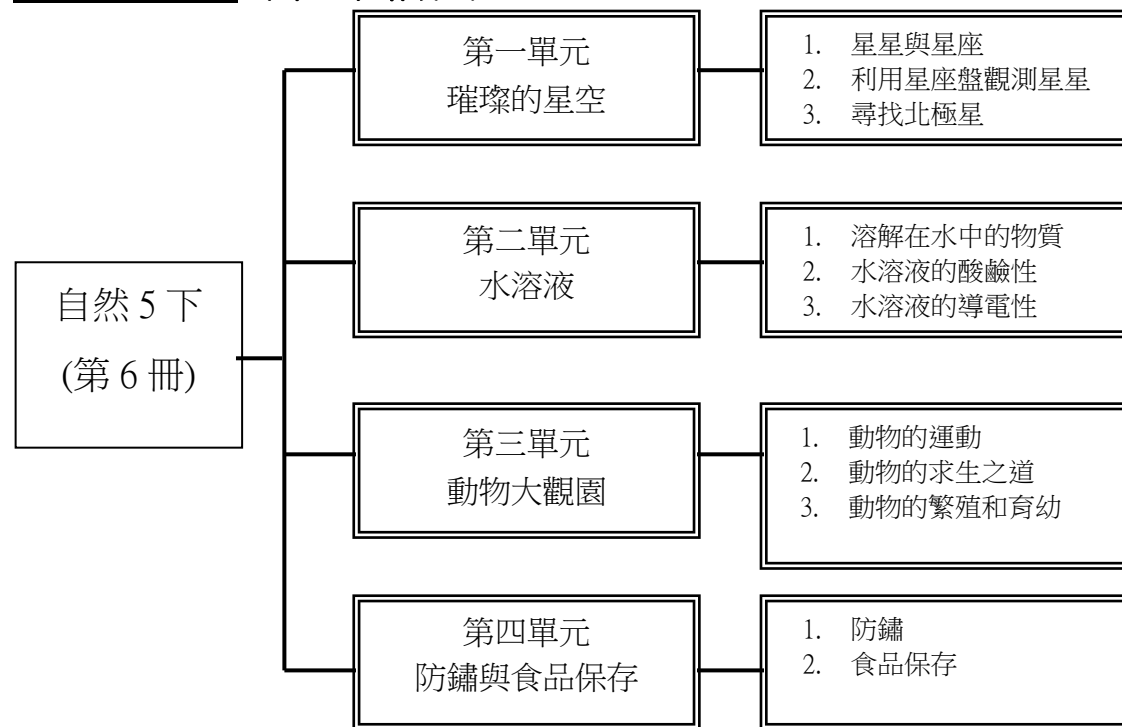 自然 5 下
(第 6 冊)
第一單元
璀璨的星空
1. 星星與星座
2. 利用星座盤觀測星星
3. 尋找北極星
第二單元
水溶液
1. 溶解在水中的物質
2. 水溶液的酸鹼性
3. 水溶液的導電性
第三單元
動物大觀園
1. 動物的運動
2. 動物的求生之道
3. 動物的繁殖和育幼
第四單元
防鏽與食品保存
1. 防鏽
2. 食品保存